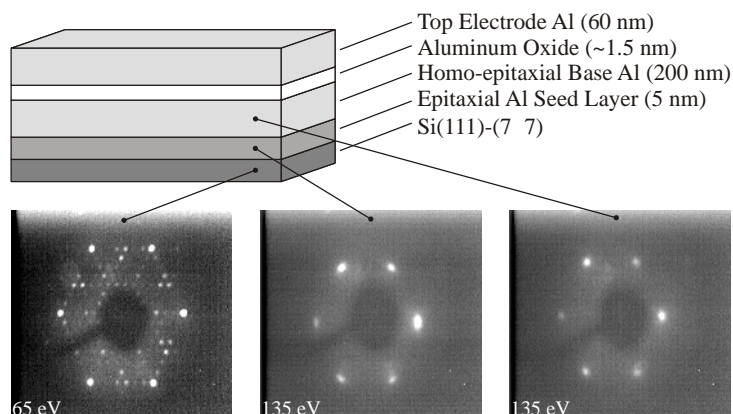 Top Electrode Al (60 nm)
Aluminum Oxide (~1.5 nm)
Homo-epitaxial Base Al (200 nm)
Epitaxial Al Seed Layer (5 nm)
Si(111)-(7 7)
65 eV
135 eV
135 eV